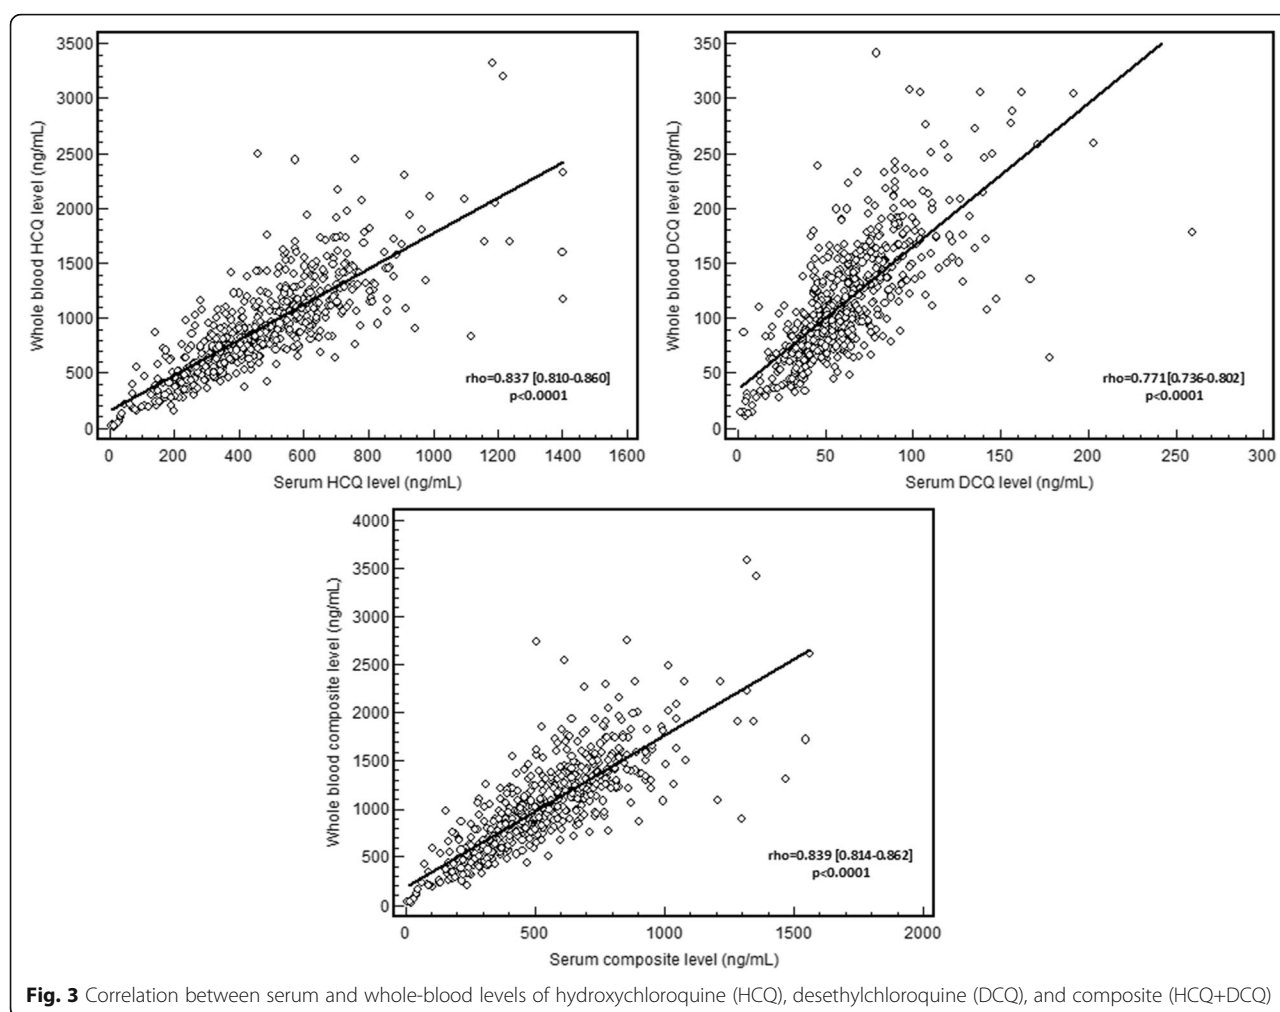 3500
3000
2500
2000
1500
1000
500
0
Whole blood HCQ level (ng/mL)
rho=0.837 [0.810-0.860]
p<0.0001
0 200 400 600 800 1000 1200 1400 1600
Serum HCQ level (ng/mL)
350
300
250
200
150
100
50
0
Whole blood DCQ level (ng/mL)
rho=0.771[0.736-0.802]
p<0.0001
0 50 100 150 200 250 300
Serum DCQ level (ng/mL)
4000
3500
3000
2500
2000
1500
1000
500
0
Whole blood composite level (ng/mL)
rho=0.839 [0.814-0.862]
p<0.0001
0 500 1000 1500 2000
Serum composite level (ng/mL)
Fig. 3 Correlation between serum and whole-blood levels of hydroxychloroquine (HCQ), desethylchloroquine (DCQ), and composite (HCQ+DCQ)